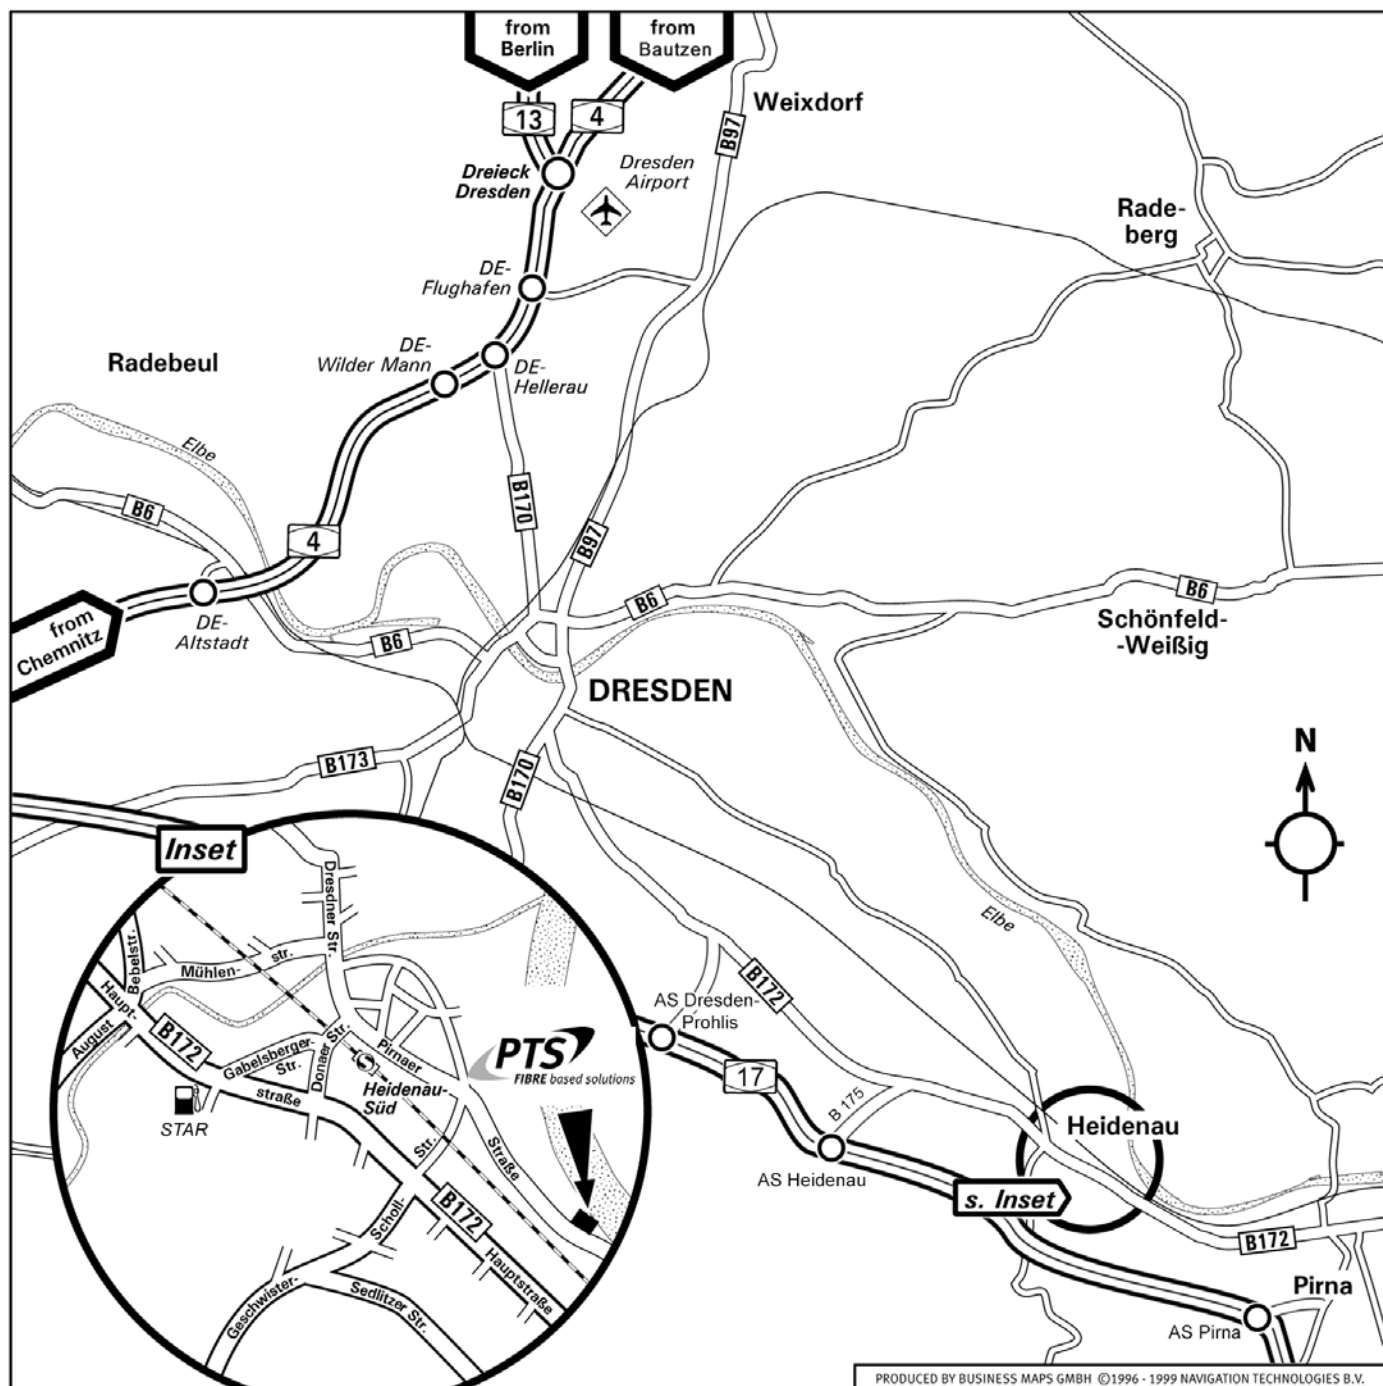 from
Berlin
from
Bautzen
13
4
B97
Weixdorf
Dreieck
Dresden
Dresden
Airport
Rade-
berg
DE-
Flughafen
DE-
Wilder Mann
DE-
Hellerau
Radebeul
Elbe
B6
B170
4
B97
from
Chemnitz
DE-
Altstadt
B6
B6
B6
Schönfeld-
-Weißig
DRESDEN
B173
B170
N
Inset
Dresdner Str.
Bebelstr.
Mühlen-
str.
Haupt-
August
B172
Gabelsberger-
Str.
Donaer Str.
Pirnaer
straße
Heidenau-
Süd
S
STAR
PTS
FIBRE based solutions
Straße
Str.
Scholl-
B172
Hauptstraße
Geschwister-
Sedlitzer Str.
Elbe
AS Dresden-
Prohlis
B172
17
B 175
AS Heidenau
Heidenau
s. Inset
B172
Pirna
AS Pirna
PRODUCED BY BUSINESS MAPS GMBH ©1996 - 1999 NAVIGATION TECHNOLOGIES B.V.